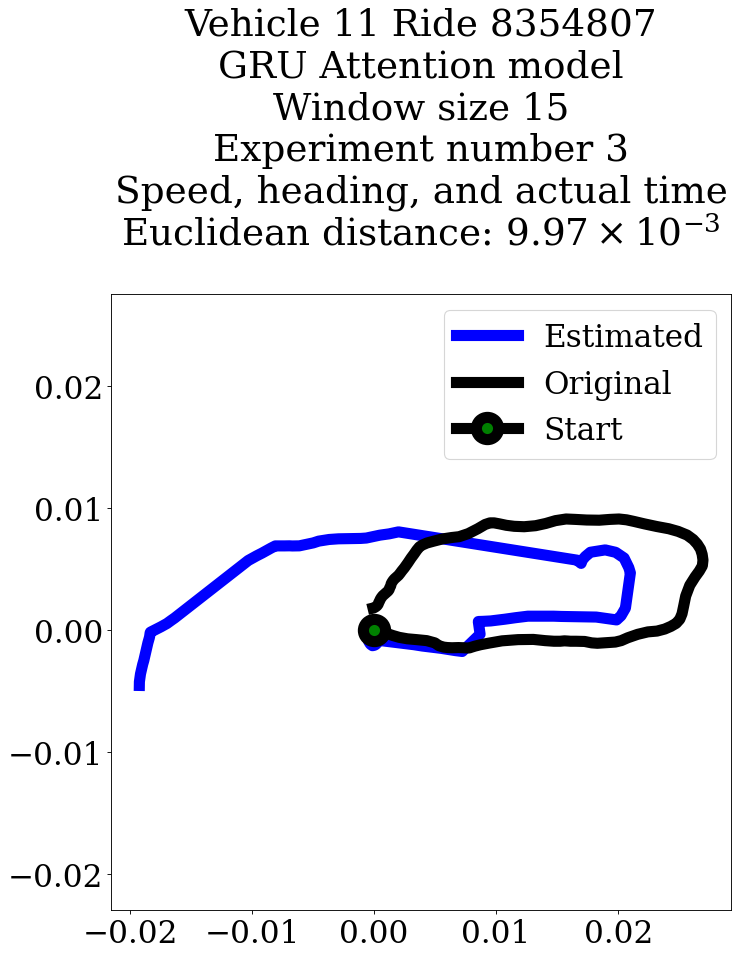 Vehicle 11 Ride 8354807
GRU Attention model
Window size 15
Experiment number 3
Speed, heading, and actual time
Euclidean distance: 9.97 × 10⁻³
Estimated
Original
Start
0.02
0.01
0.00
−0.01
−0.02
−0.02 −0.01 0.00 0.01 0.02